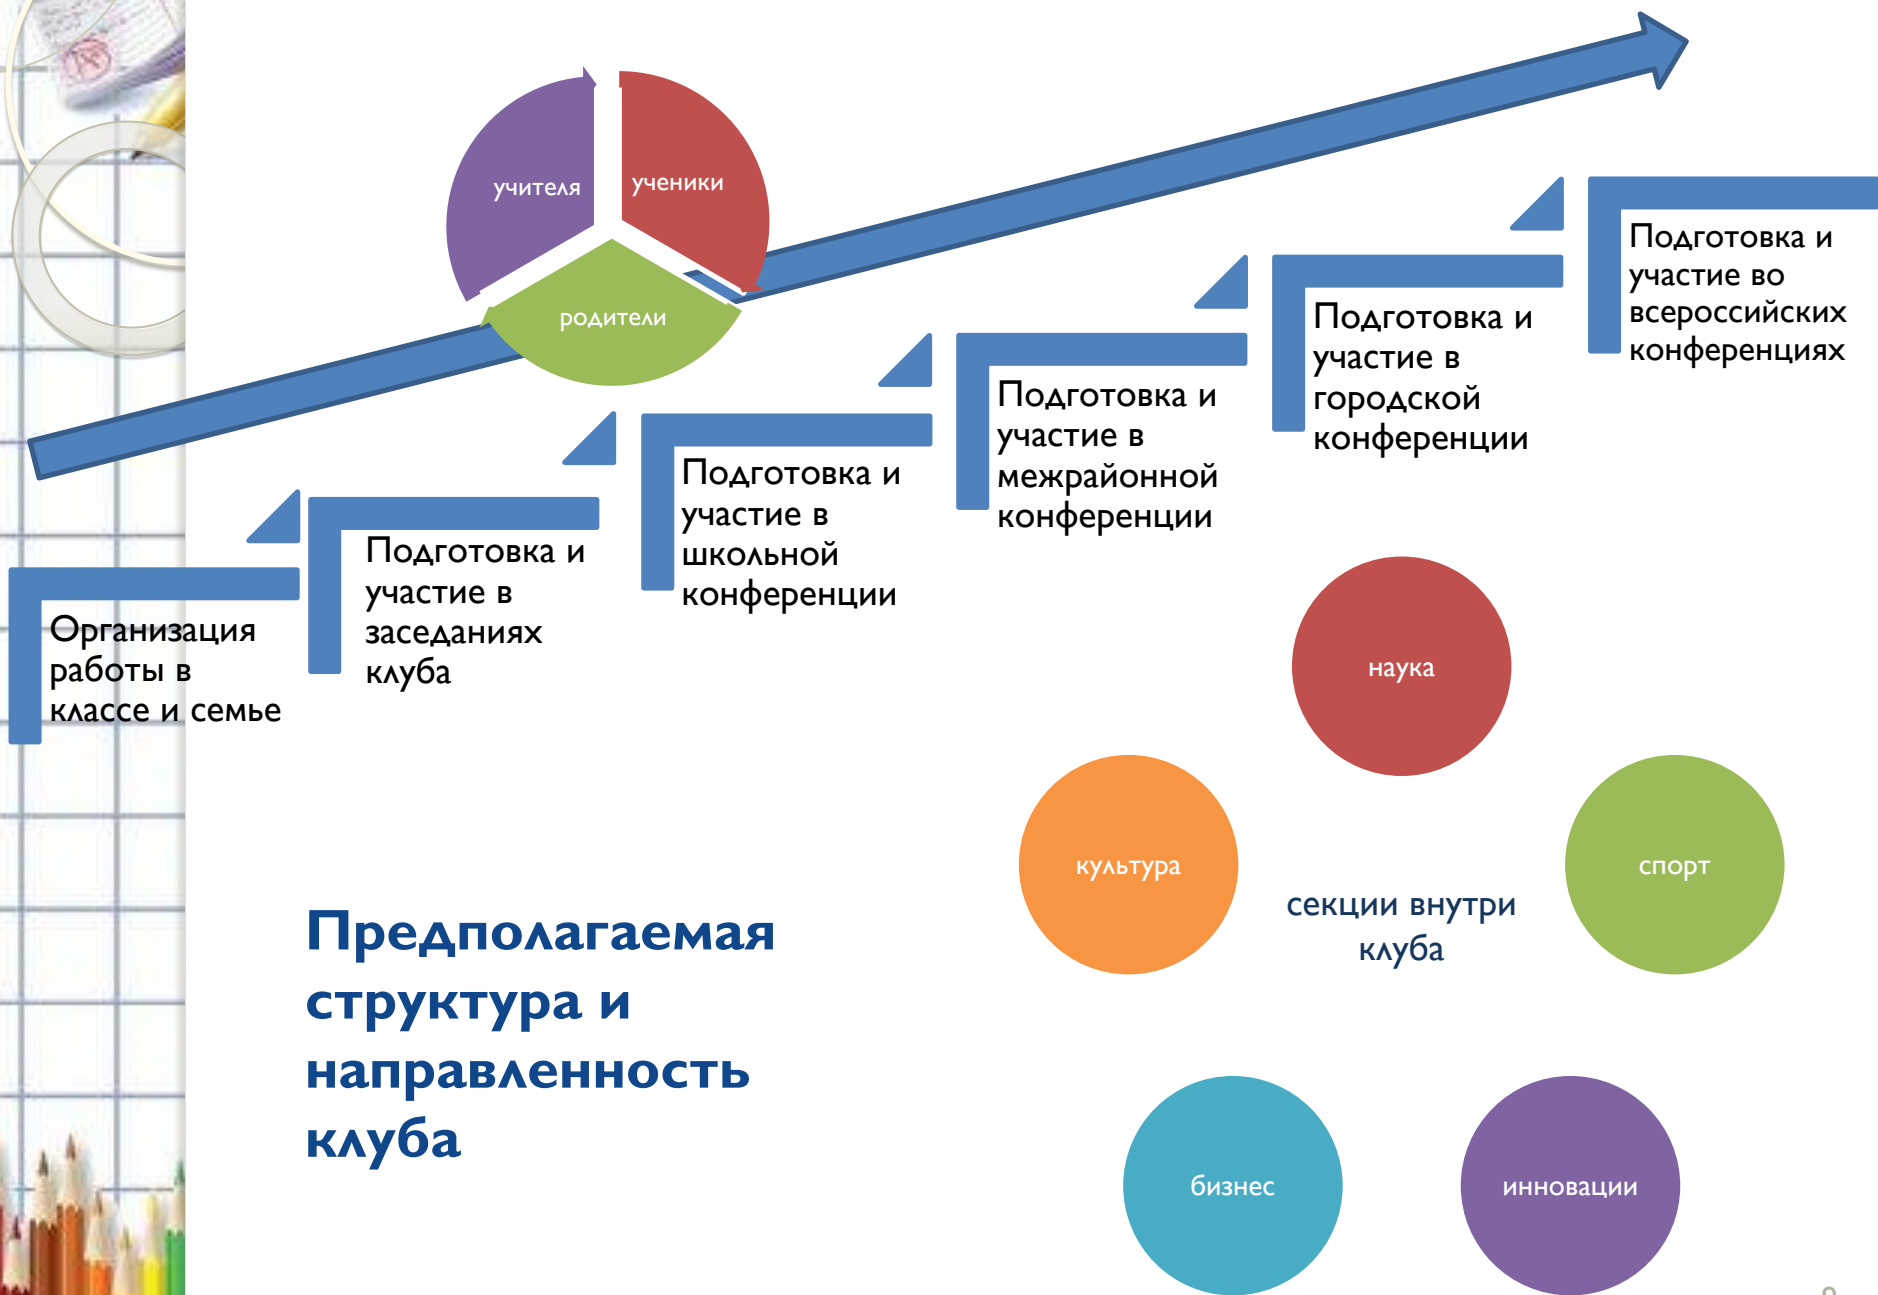 учителя
ученики
родители
Организация
работы в
классе и семье
Подготовка и
участие в
заседаниях
клуба
Подготовка и
участие в
школьной
конференции
Подготовка и
участие в
межрайонной
конференции
Подготовка и
участие в
городской
конференции
Подготовка и
участие во
всероссийских
конференциях
наука
культура
спорт
секции внутри
клуба
бизнес
инновации
Предполагаемая
структура и
направленность
клуба